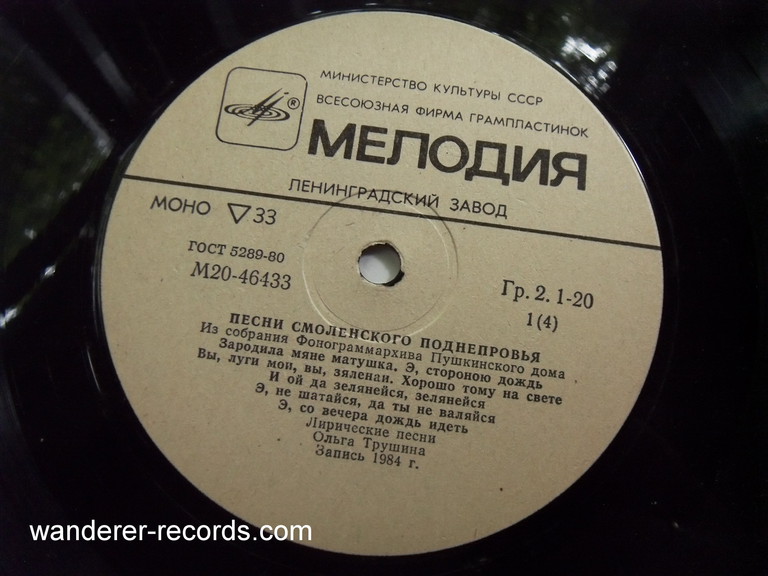 МИНИСТЕРСТВО КУЛЬТУРЫ СССР
ВСЕСОЮЗНАЯ ФИРМА ГРАМПЛАСТИНОК
®
МЕЛОДИЯ
ЛЕНИНГРАДСКИЙ ЗАВОД
МОНО ▽33
ГОСТ 5289-80
М20-46433
Гр. 2. 1-20
1(4)
ПЕСНИ СМОЛЕНСКОГО ПОДНЕПРОВЬЯ
Из собрания Фонограммархива Пушкинского дома
Зародила мяне матушка. Э, стороною дождь
Вы, луги мои, вы, зяленаи. Хорошо тому на свете
И ой да зелянейся, зелянейся
Э, не шатайся, да ты не валяйся
Э, со вечера дождь идеть
Лирические песни
Ольга Трушина
Запись 1984 г.
wanderer-records.com